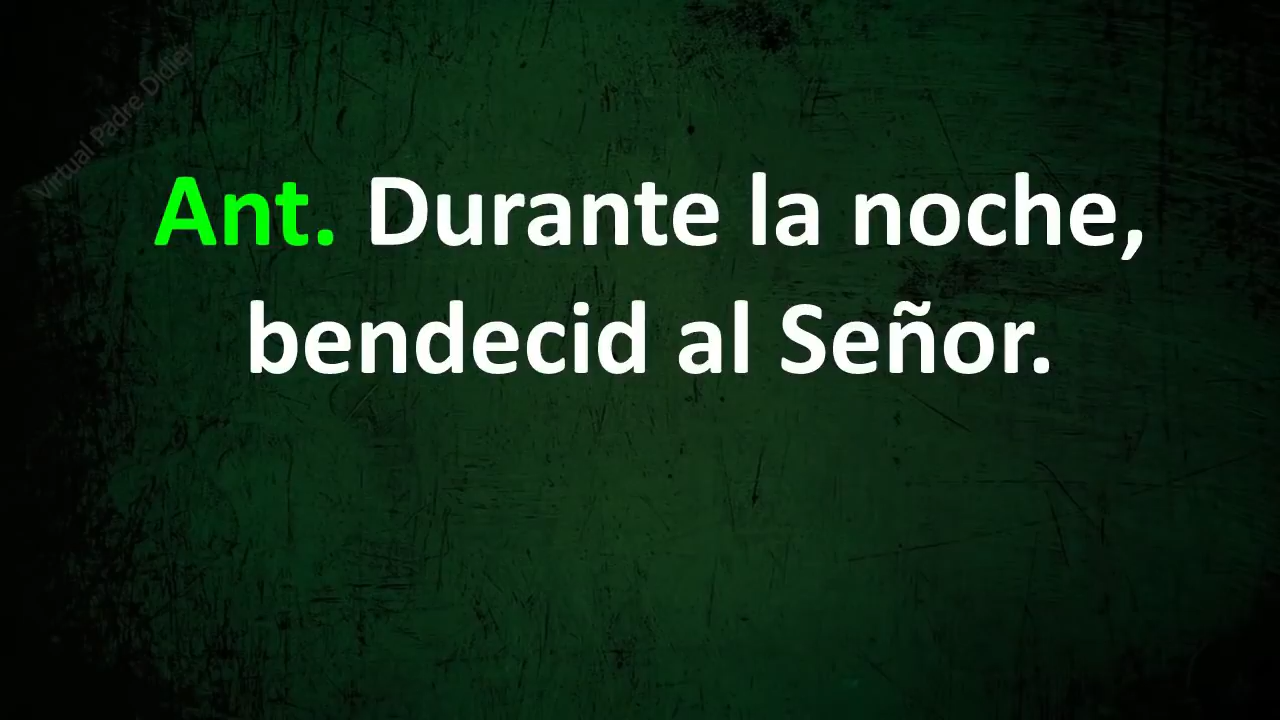 Virtual Padre Didier
Ant. Durante la noche,
bendecid al Señor.